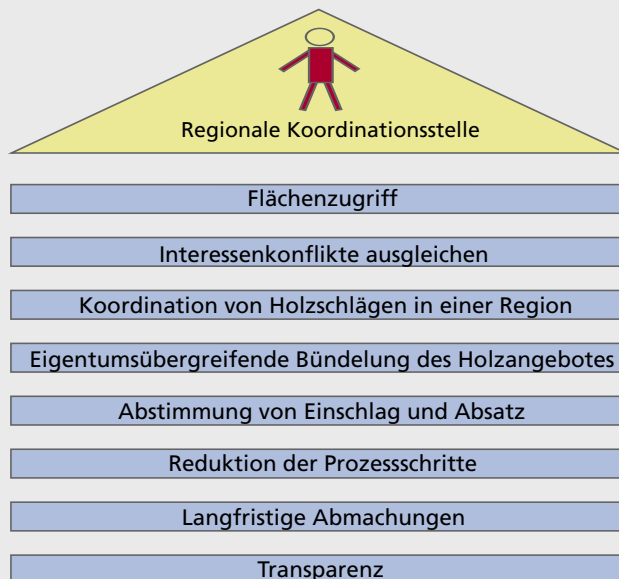 Regionale Koordinationsstelle
Flächenzugriff
Interessenkonflikte ausgleichen
Koordination von Holzschlägen in einer Region
Eigentumsübergreifende Bündelung des Holzangebotes
Abstimmung von Einschlag und Absatz
Reduktion der Prozessschritte
Langfristige Abmachungen
Transparenz